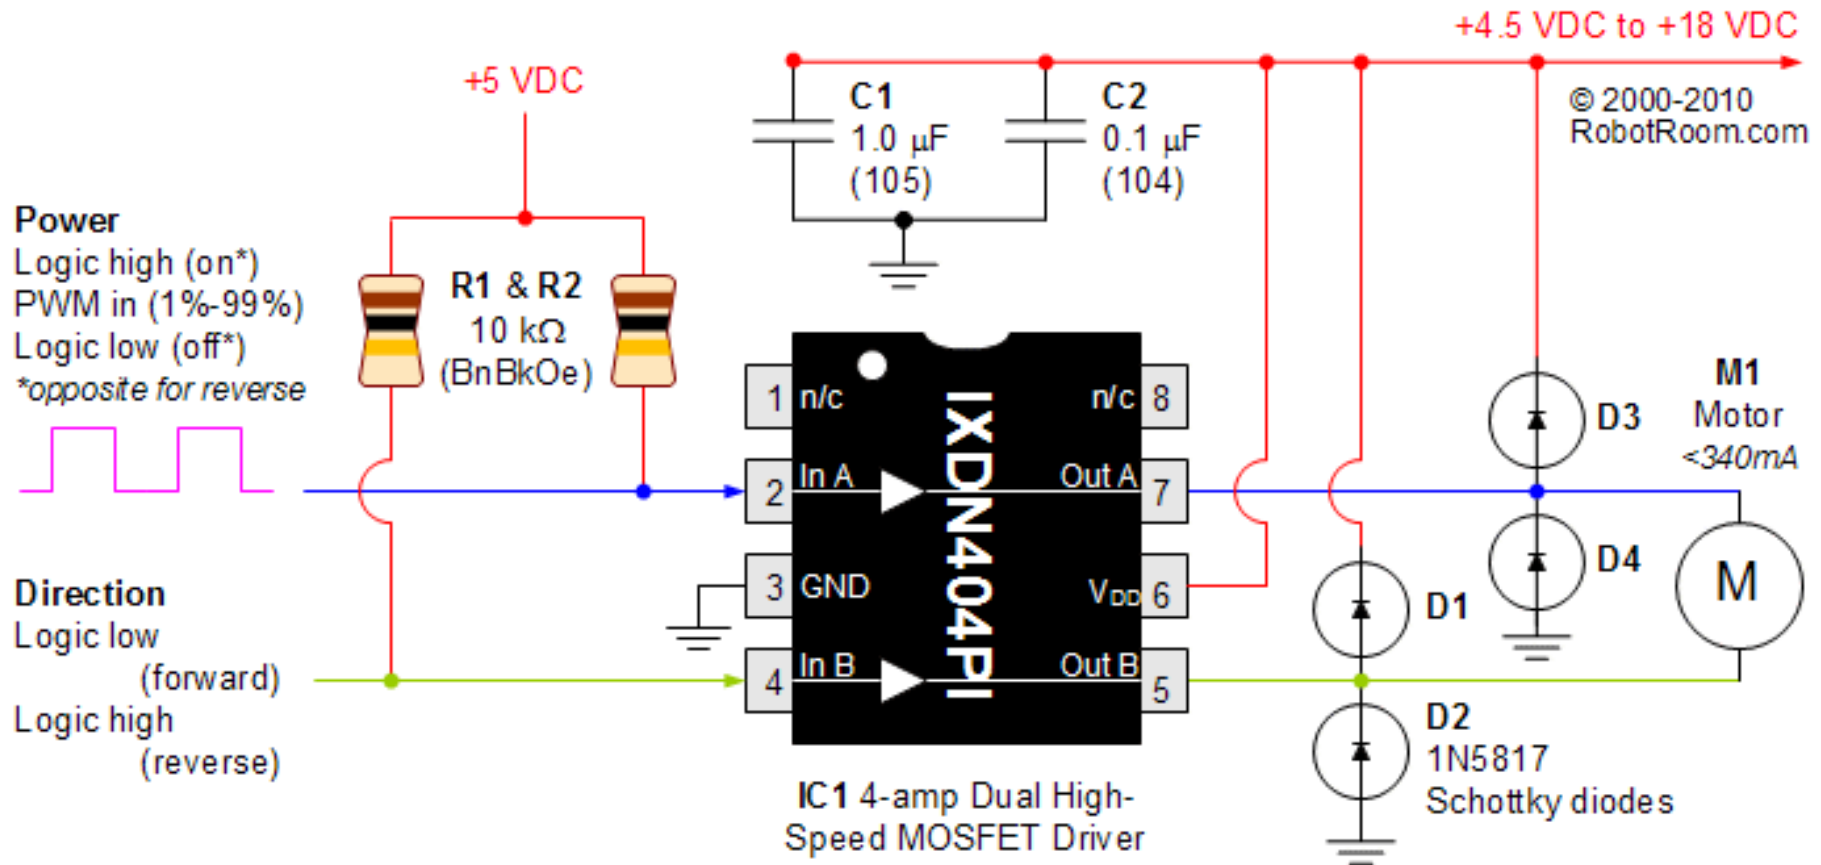 +4.5 VDC to +18 VDC
© 2000-2010
RobotRoom.com
+5 VDC
C1
1.0 µF
(105)
C2
0.1 µF
(104)
Power
Logic high (on*)
PWM in (1%-99%)
Logic low (off*)
*opposite for reverse
R1 & R2
10 kΩ
(BnBkOe)
1 n/c
n/c 8
2 In A
Out A 7
3 GND
VDD 6
4 In B
Out B 5
IXDN404PI
IC1 4-amp Dual High-
Speed MOSFET Driver
Direction
Logic low
(forward)
Logic high
(reverse)
D3
D4
M1
Motor
<340mA
M
D1
D2
1N5817
Schottky diodes